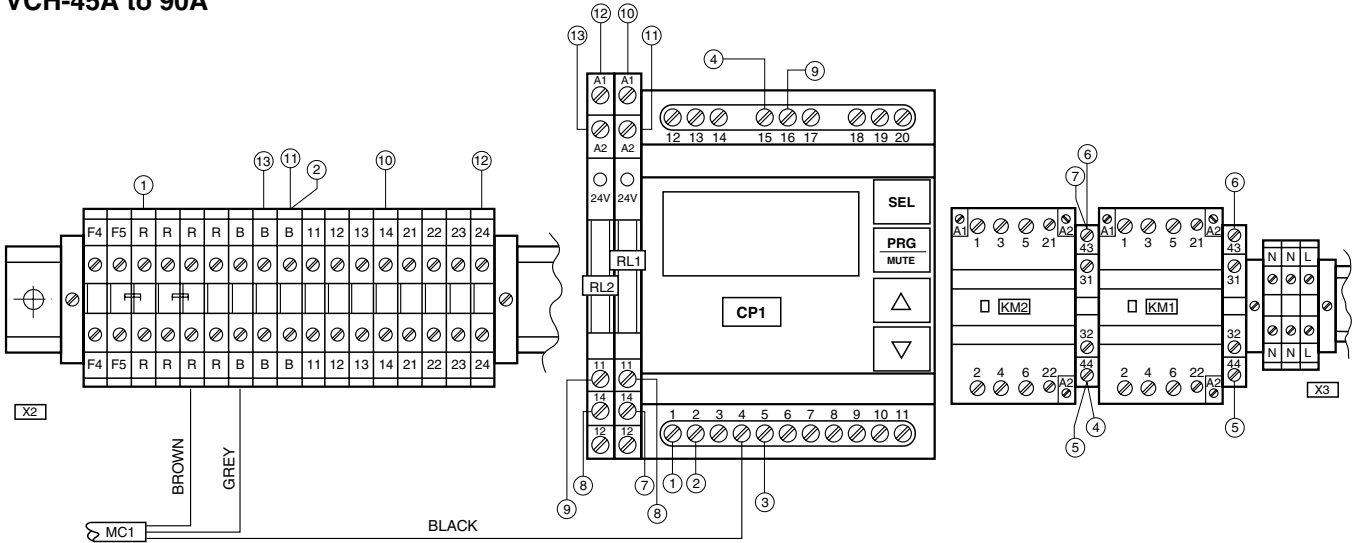 VCH-45A to 90A
12 10
13 11
4 9
A1 A1
A2 A2
12 13 14 15 16 17 18 19 20
24V 24V
SEL
PRG
MUTE
RL1
RL2
CP1
11 11
14 14
12 12
1 2 3 4 5 6 7 8 9 10 11
9 8 7 8 1 2 3
1 13 11 2 10 12
F4 F5 R R R R B B B 11 12 13 14 21 22 23 24
F4 F5 R R R R B B B 11 12 13 14 21 22 23 24
X2
BROWN
GREY
MC1
BLACK
7 6 6
A1 1 3 5 21 A2 43 A1 1 3 5 21 A2 43
31 31
KM2 KM1
32 32
2 4 6 22 A2 44 2 4 6 22 A2 44
5 4 5
N N L
N N L
X3